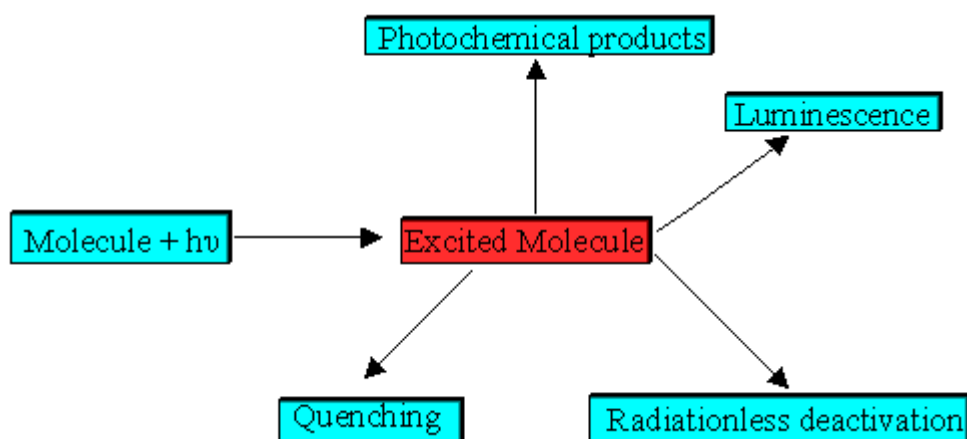 Photochemical products
Luminescence
Molecule + hυ
Excited Molecule
Quenching
Radiationless deactivation